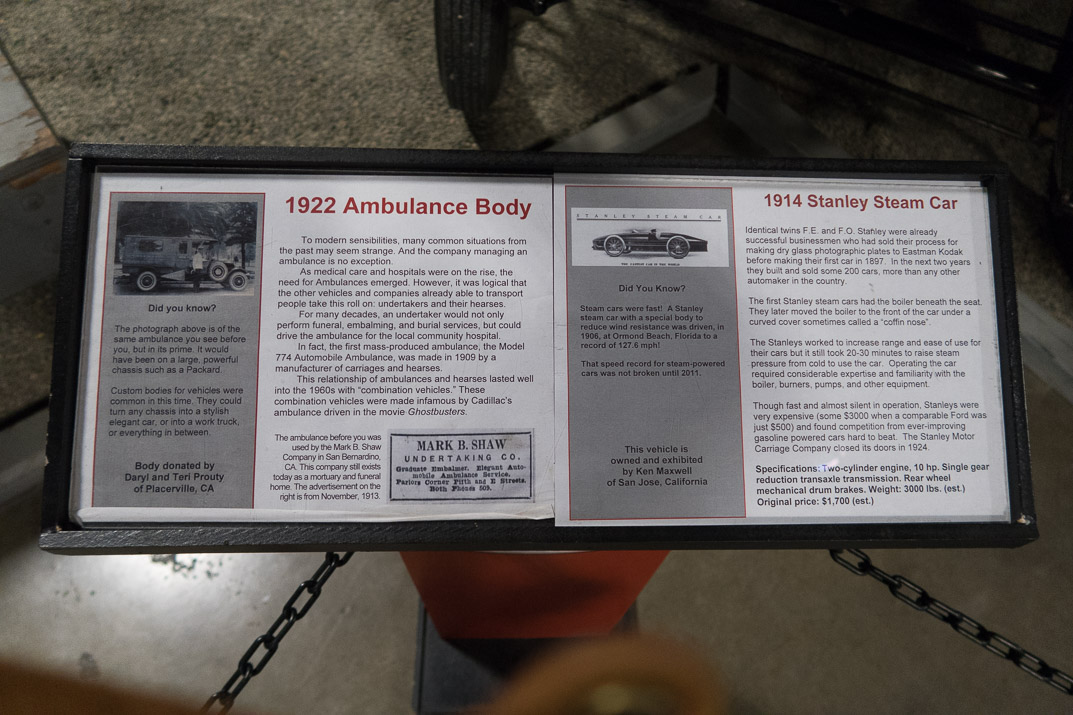 1922 Ambulance Body
Did you know?
The photograph above is of the
same ambulance you see before
you, but in its prime. It would
have been on a large, powerful
chassis such as a Packard.
Custom bodies for vehicles were
common in this time. They could
turn any chassis into a stylish
elegant car, or into a work truck,
or everything in between.
Body donated by
Daryl and Teri Prouty
of Placerville, CA
To modern sensibilities, many common situations from
the past may seem strange. And the company managing an
ambulance is no exception.
As medical care and hospitals were on the rise, the
need for Ambulances emerged. However, it was logical that
the other vehicles and companies already able to transport
people take this roll on: undertakers and their hearses.
For many decades, an undertaker would not only
perform funeral, embalming, and burial services, but could
drive the ambulance for the local community hospital.
In fact, the first mass-produced ambulance, the Model
774 Automobile Ambulance, was made in 1909 by a
manufacturer of carriages and hearses.
This relationship of ambulances and hearses lasted well
into the 1960s with “combination vehicles.” These
combination vehicles were made infamous by Cadillac's
ambulance driven in the movie Ghostbusters.
The ambulance before you was
used by the Mark B. Shaw
Company in San Bernardino,
CA. This company still exists
today as a mortuary and funeral
home. The advertisement on the
right is from November, 1913.
MARK B. SHAW
UNDERTAKING CO.
Graduate Embalmer. Elegant Auto-
mobile Ambulance Service.
Parlors Corner Fifth and E Streets.
Both Phones 509.
STANLEY STEAM CAR
THE FASTEST CAR IN THE WORLD
Did You Know?
Steam cars were fast! A Stanley
steam car with a special body to
reduce wind resistance was driven, in
1906, at Ormond Beach, Florida to a
record of 127.6 mph!
That speed record for steam-powered
cars was not broken until 2011.
This vehicle is
owned and exhibited
by Ken Maxwell
of San Jose, California
1914 Stanley Steam Car
Identical twins F.E. and F.O. Stanley were already
successful businessmen who had sold their process for
making dry glass photographic plates to Eastman Kodak
before making their first car in 1897. In the next two years
they built and sold some 200 cars, more than any other
automaker in the country.
The first Stanley steam cars had the boiler beneath the seat.
They later moved the boiler to the front of the car under a
curved cover sometimes called a “coffin nose”.
The Stanleys worked to increase range and ease of use for
their cars but it still took 20-30 minutes to raise steam
pressure from cold to use the car. Operating the car
required considerable expertise and familiarity with the
boiler, burners, pumps, and other equipment.
Though fast and almost silent in operation, Stanleys were
very expensive (some $3000 when a comparable Ford was
just $500) and found competition from ever-improving
gasoline powered cars hard to beat. The Stanley Motor
Carriage Company closed its doors in 1924.
Specifications: Two-cylinder engine, 10 hp. Single gear
reduction transaxle transmission. Rear wheel
mechanical drum brakes. Weight: 3000 lbs. (est.)
Original price: $1,700 (est.)